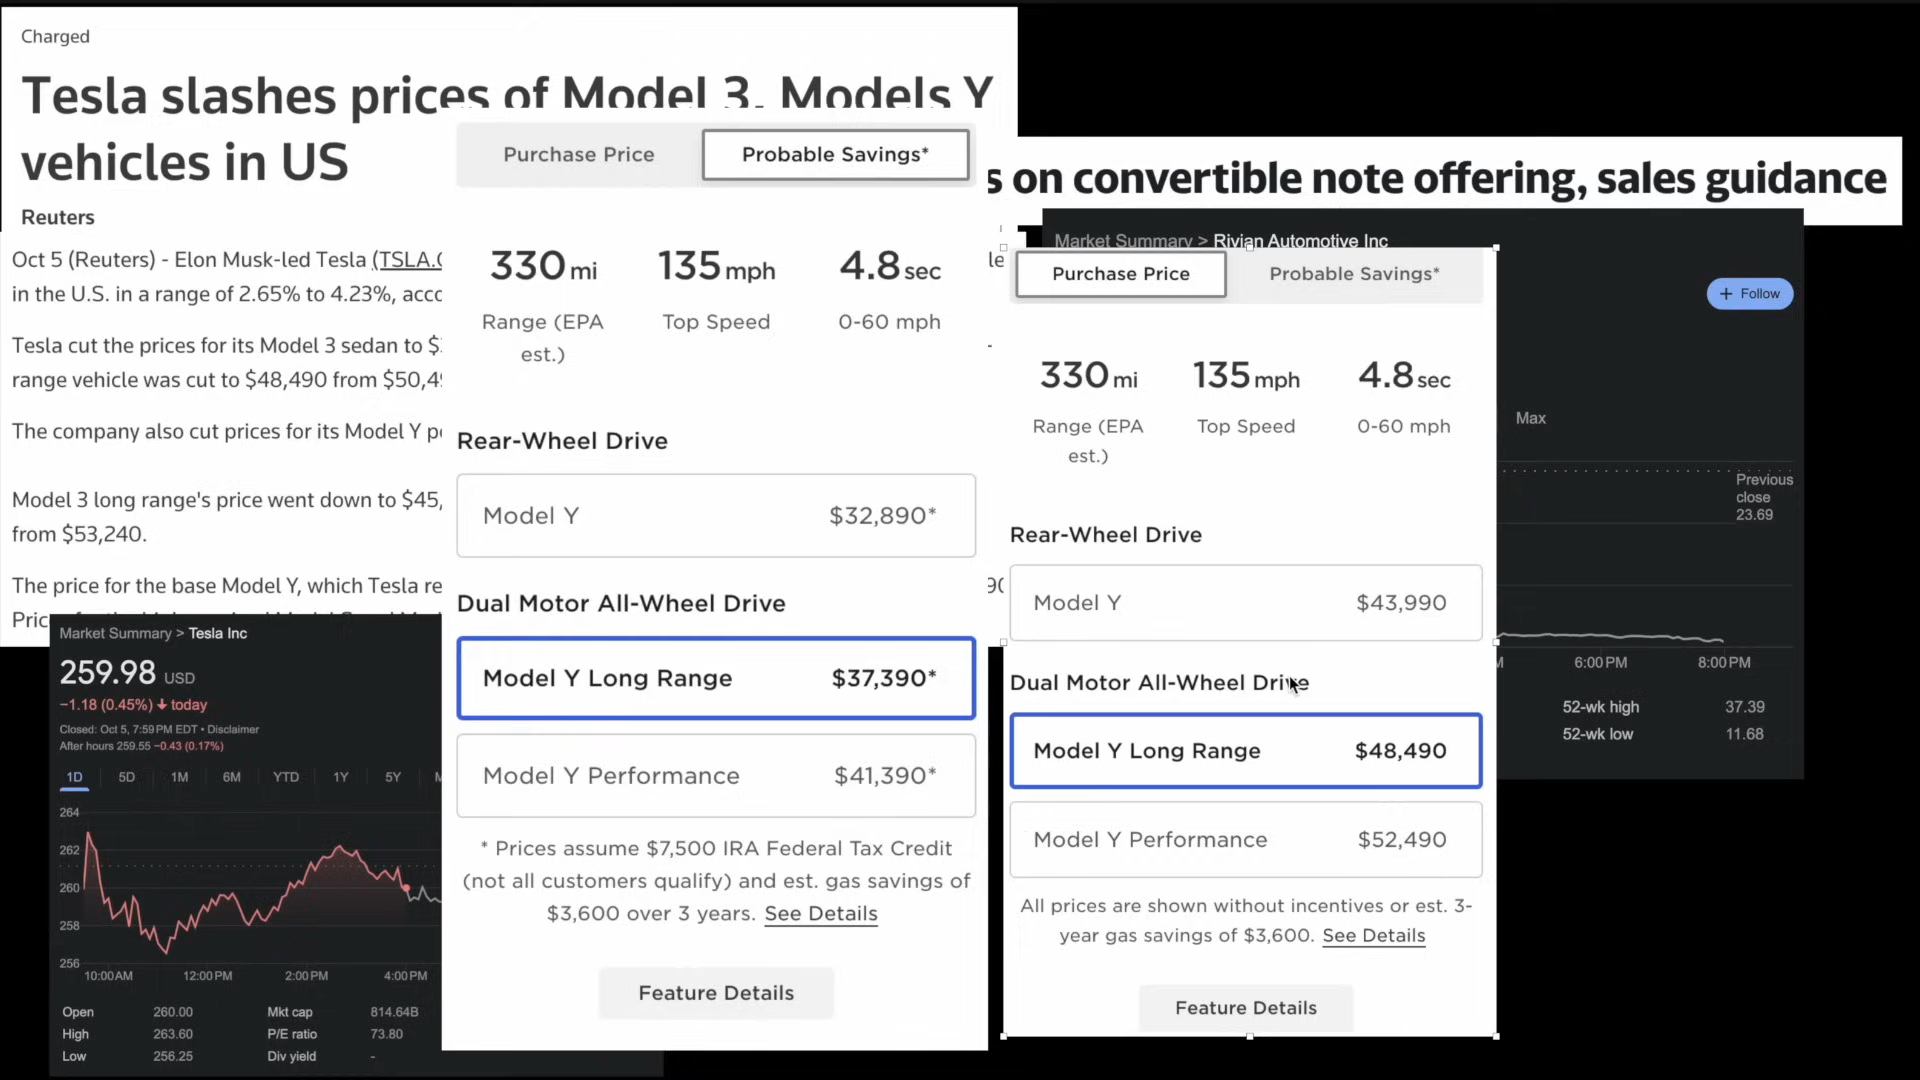 Charged
Tesla slashes prices of Model 3, Models Y
vehicles in US
Reuters
Oct 5 (Reuters) - Elon Musk-led Tesla (TSLA.
in the U.S. in a range of 2.65% to 4.23%,
Tesla cut the prices for its Model 3 sedan to
range vehicle was cut to $48,490 from
The company also cut prices for its Model Y
Model 3 long range's price went down to $45,
from $53,240.
The price for the base Model Y, which Tesla
Market Summary > Tesla Inc
259.98 USD
−1.18 (0.45%) ↓ today
Closed: Oct 5, 7:59 PM EDT • Disclaimer
After hours 259.55 −0.43 (0.17%)
1D 5D 1M 6M YTD 1Y 5Y M
264
262
260
258
256
10:00 AM 12:00 PM 2:00 PM 4:00 PM
Open 260.00 Mkt cap 814.64B
High 263.60 P/E ratio 73.80
Low 256.25 Div yield -
Purchase Price Probable Savings*
330 mi 135 mph 4.8 sec
Range (EPA est.) Top Speed 0-60 mph
Rear-Wheel Drive
Model Y $32,890*
Dual Motor All-Wheel Drive
Model Y Long Range $37,390*
Model Y Performance $41,390*
* Prices assume $7,500 IRA Federal Tax Credit
(not all customers qualify) and est. gas savings of
$3,600 over 3 years. See Details
Feature Details
s on convertible note offering, sales guidance
Market Summary > Rivian Automotive Inc
+ Follow
Max
Previous
close
23.69
6:00 PM 8:00 PM
52-wk high 37.39
52-wk low 11.68
Purchase Price Probable Savings*
330 mi 135 mph 4.8 sec
Range (EPA est.) Top Speed 0-60 mph
Rear-Wheel Drive
Model Y $43,990
Dual Motor All-Wheel Drive
Model Y Long Range $48,490
Model Y Performance $52,490
All prices are shown without incentives or est. 3-
year gas savings of $3,600. See Details
Feature Details